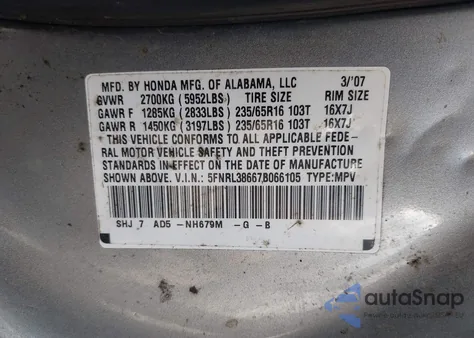 MFD. BY HONDA MFG. OF ALABAMA, LLC 3/'07
GVWR 2700KG (5952LBS) TIRE SIZE RIM SIZE
GAWR F 1285KG (2833LBS) 235/65R16 103T 16X7J
GAWR R 1450KG (3197LBS) 235/65R16 103T 16X7J
THIS VEHICLE CONFORMS TO ALL APPLICABLE FEDE-
RAL MOTOR VEHICLE SAFETY AND THEFT PREVENTION
STANDARDS IN EFFECT ON THE DATE OF MANUFACTURE
SHOWN ABOVE. V.I.N.: 5FNRL38667B066105 TYPE:MPV
SHJ 7 AD5 -NH679M -G -B
autoSnap